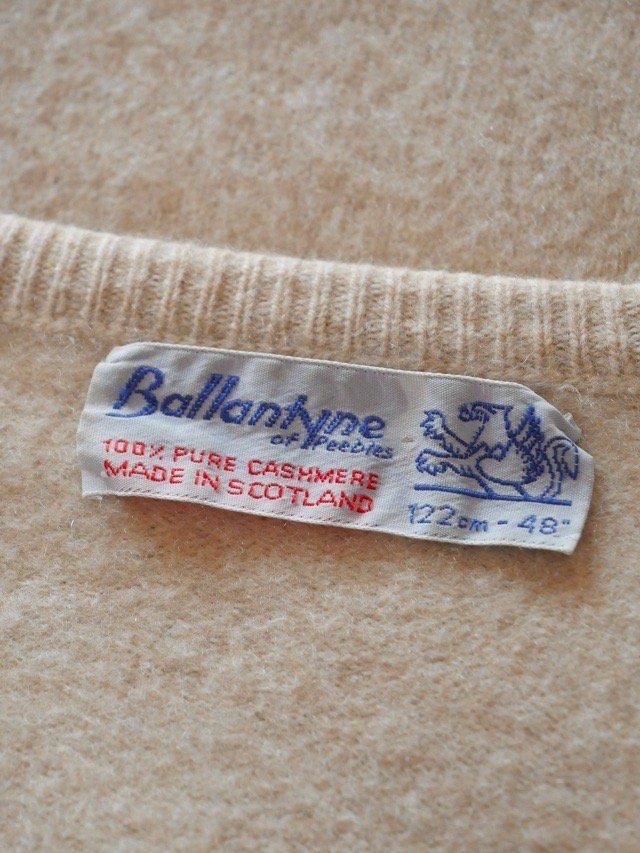 Ballantyne
of Peebles
100% PURE CASHMERE
MADE IN SCOTLAND
122cm - 48"